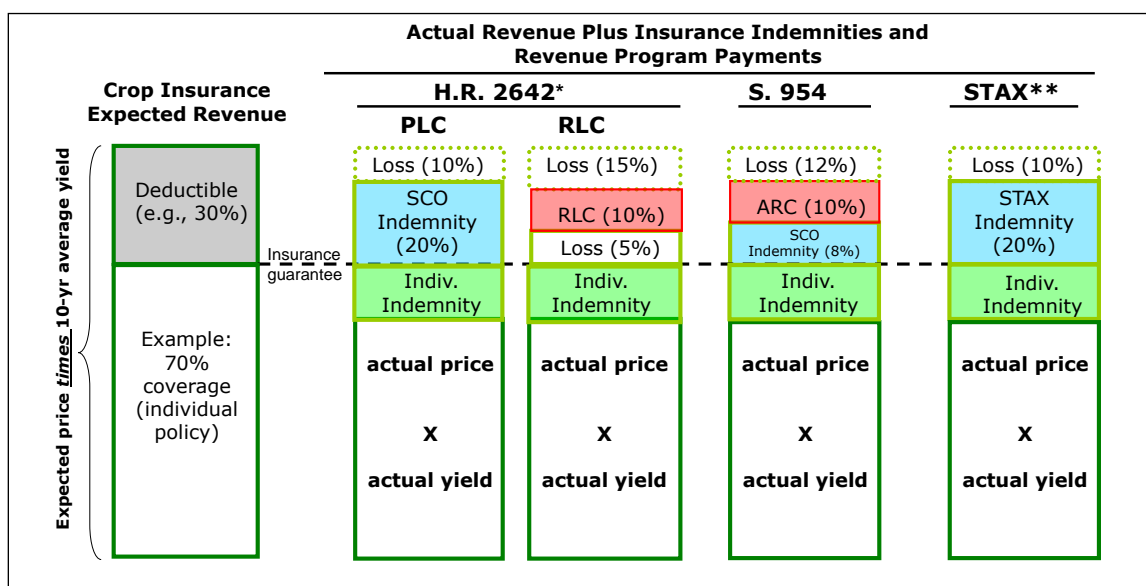 Actual Revenue Plus Insurance Indemnities and
Revenue Program Payments
Crop Insurance
Expected Revenue
H.R. 2642*
S. 954
STAX**
PLC
RLC
Expected price times 10-yr average yield
Deductible
(e.g., 30%)
Insurance
guarantee
Example:
70%
coverage
(individual
policy)
Loss (10%)
SCO
Indemnity
(20%)
Indiv.
Indemnity
actual price
X
actual yield
Loss (15%)
RLC (10%)
Loss (5%)
Indiv.
Indemnity
actual price
X
actual yield
Loss (12%)
ARC (10%)
SCO
Indemnity (8%)
Indiv.
Indemnity
actual price
X
actual yield
Loss (10%)
STAX
Indemnity
(20%)
Indiv.
Indemnity
actual price
X
actual yield